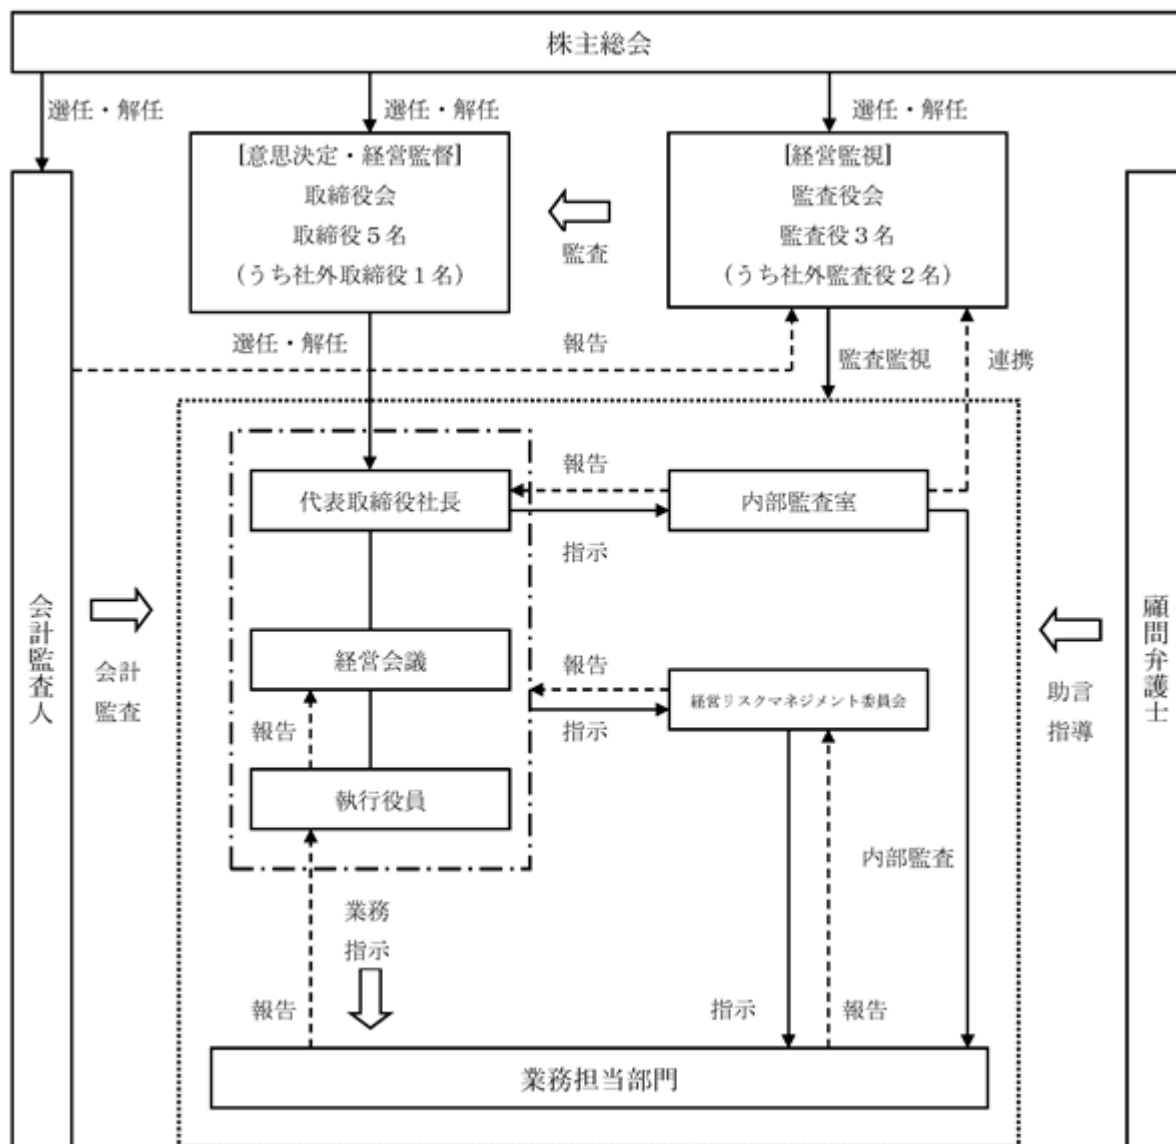 株主総会
選任・解任
選任・解任
選任・解任
[意思決定・経営監督]
取締役会
取締役５名
(うち社外取締役１名)
監査
[経営監視]
監査役会
監査役３名
(うち社外監査役２名)
選任・解任
報告
監査監視
連携
代表取締役社長
報告
指示
内部監査室
会計監査人
会計
監査
経営会議
報告
指示
経営リスクマネジメント委員会
顧問弁護士
助言
指導
報告
執行役員
内部監査
業務
指示
報告
指示
報告
業務担当部門